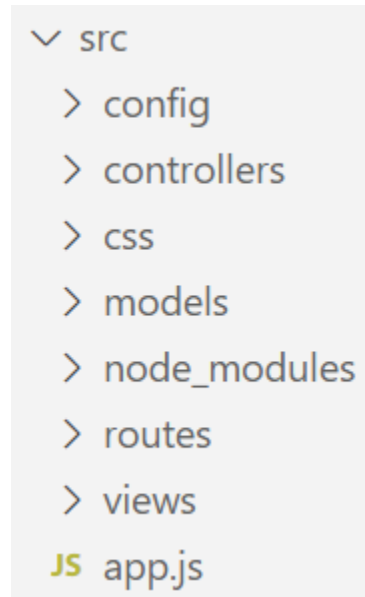 src
config
controllers
css
models
node_modules
routes
views
JS app.js